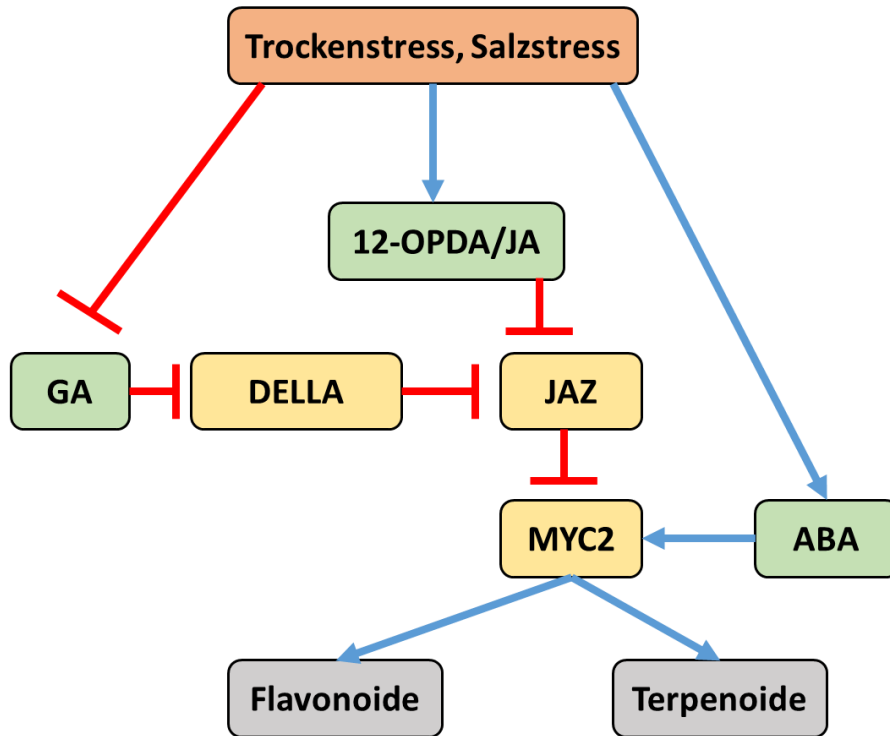 Trockenstress, Salzstress
12-OPDA/JA
GA
DELLA
JAZ
MYC2
ABA
Flavonoide
Terpenoide